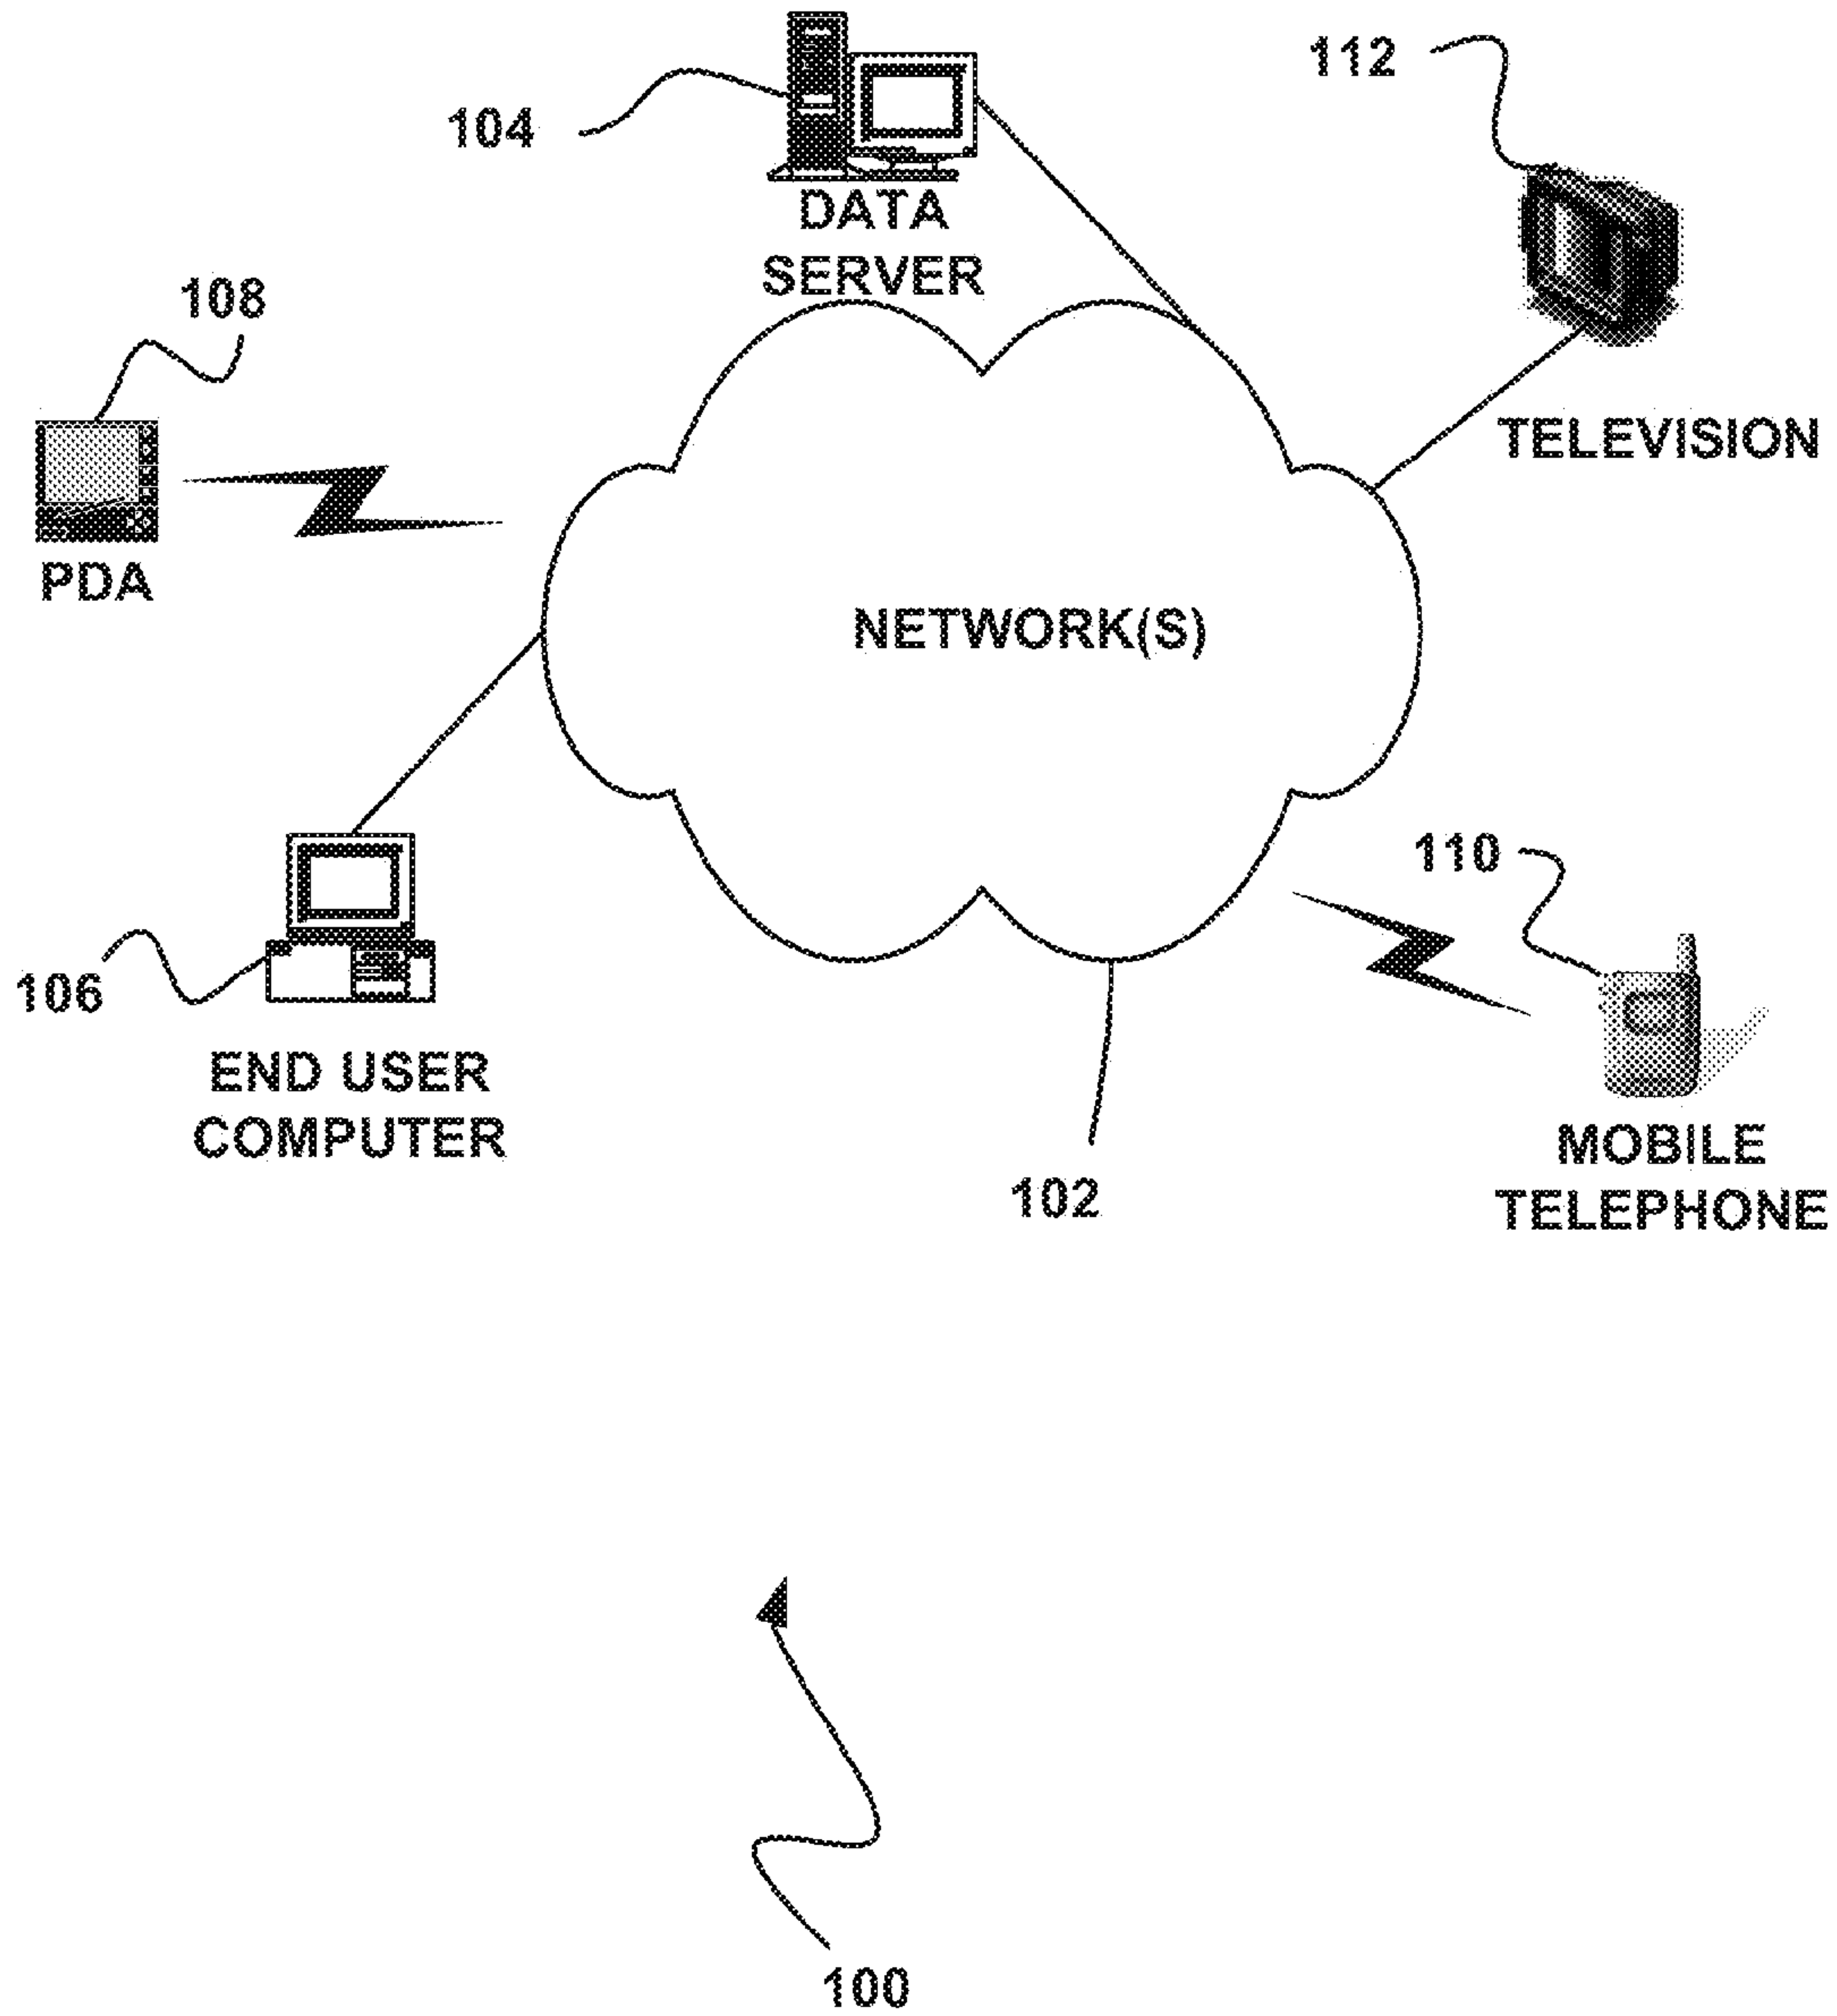 112
104
DATA
SERVER
108
TELEVISION
PDA
NETWORK(S)
110
106
END USER
COMPUTER
MOBILE
TELEPHONE
102
100